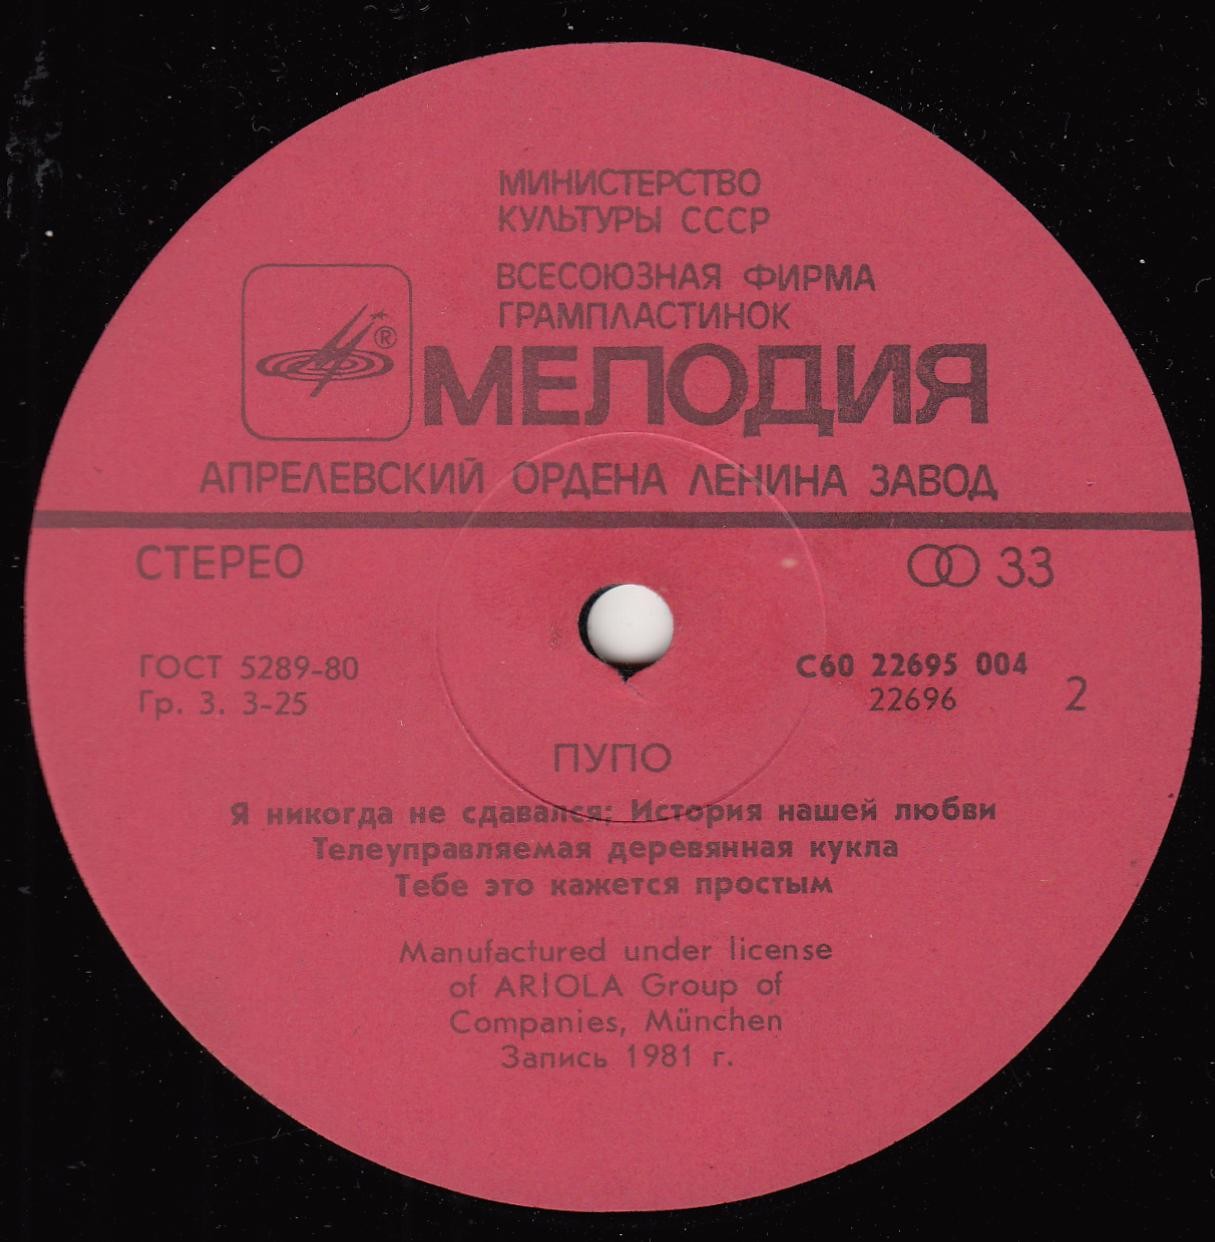 МИНИСТЕРСТВО
КУЛЬТУРЫ СССР
ВСЕСОЮЗНАЯ ФИРМА
ГРАМПЛАСТИНОК
®
МЕЛОДИЯ
АПРЕЛЕВСКИЙ ОРДЕНА ЛЕНИНА ЗАВОД
СТЕРЕО 33
ГОСТ 5289-80 С60 22695 004
Гр. 3. 3-25 22696 2
ПУПО
Я никогда не сдавался; История нашей любви
Телеуправляемая деревянная кукла
Тебе это кажется простым
Manufactured under license
of ARIOLA Group of
Companies, München
Запись 1981 г.